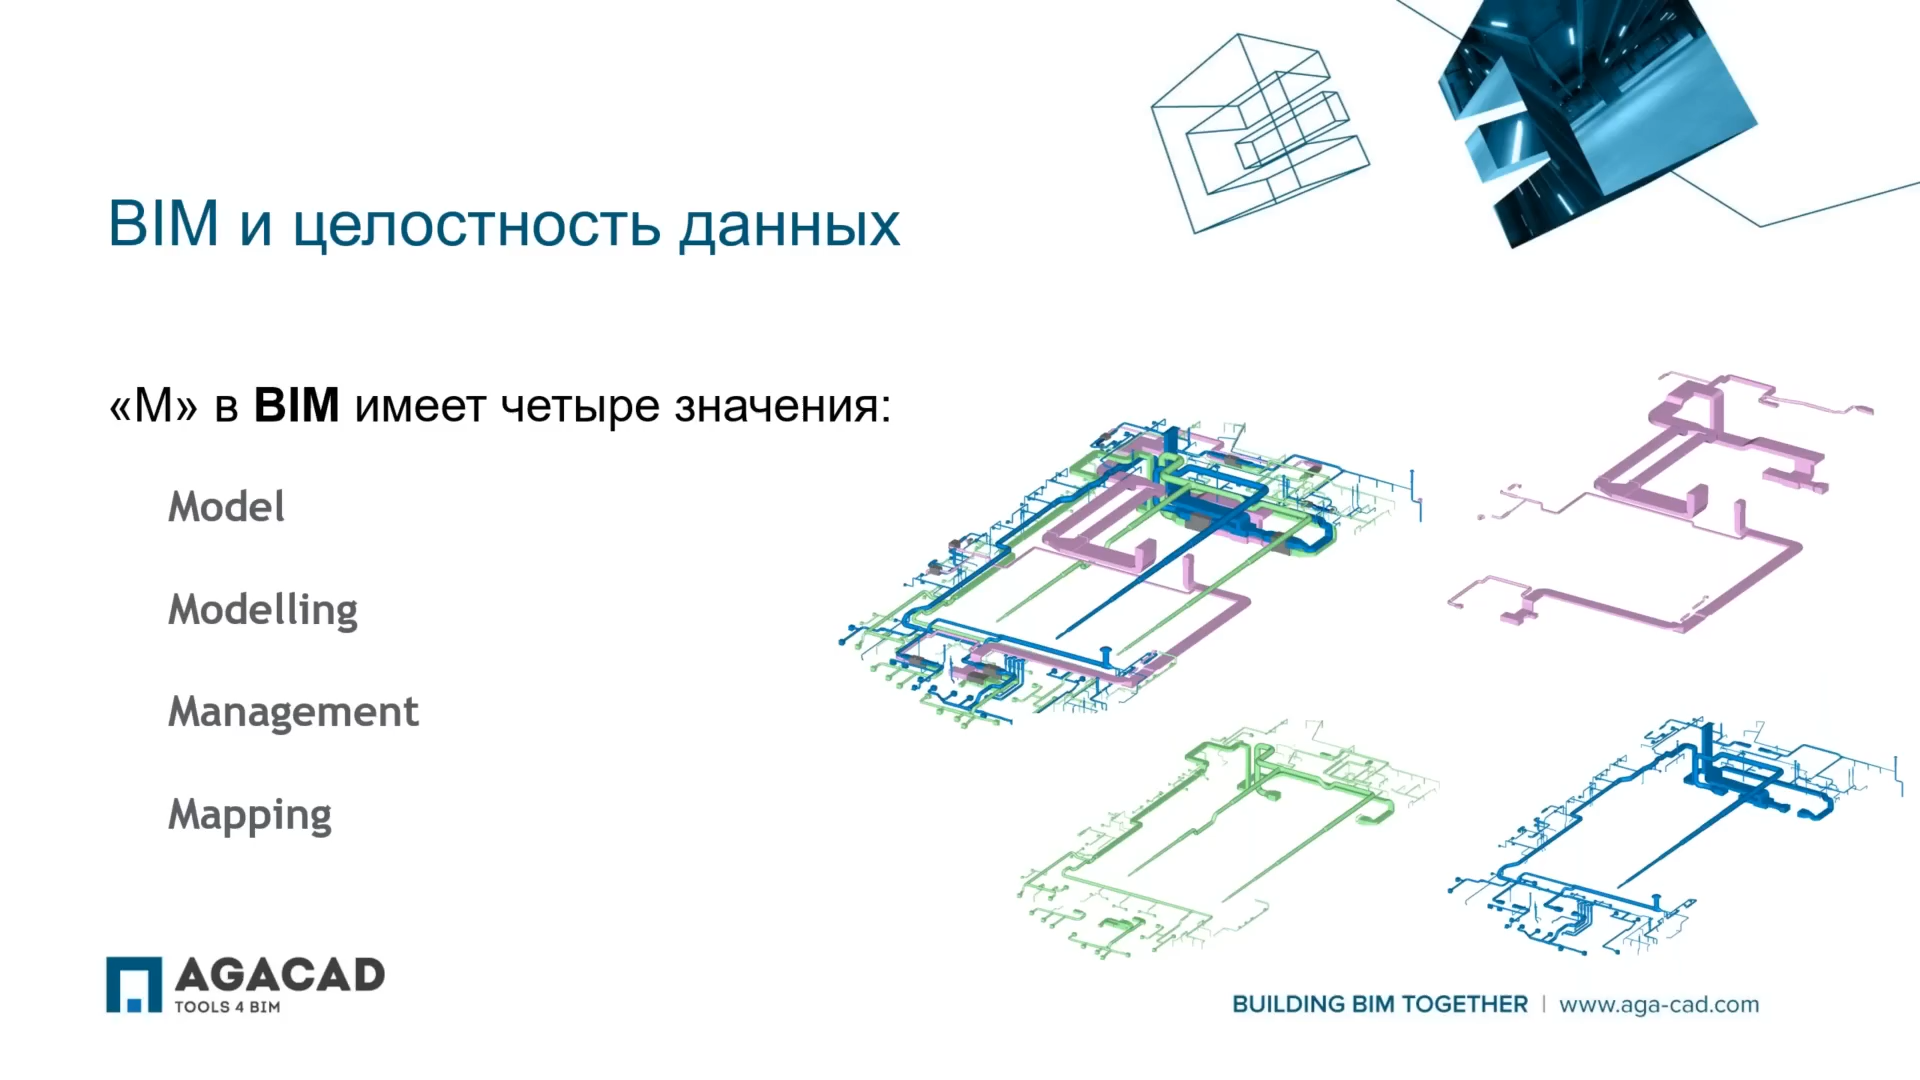 BIM и целостность данных
«M» в BIM имеет четыре значения:
Model
Modelling
Management
Mapping
AGACAD
TOOLS 4 BIM
BUILDING BIM TOGETHER | www.aga-cad.com